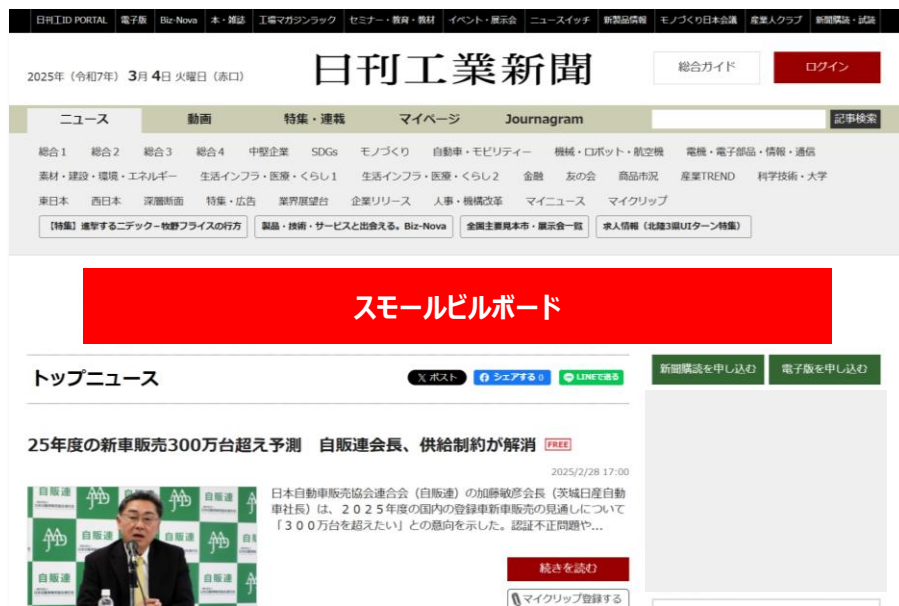 日刊工ID PORTAL 電子版 Biz-Nova 本・雑誌 工場マガジンラック セミナー・教育・教材 イベント・展示会 ニュースイッチ 新製品情報 モノづくり日本会議 産業人クラブ 新聞購読・試読
2025年（令和7年）3月4日 火曜日（赤口）
日刊工業新聞
総合ガイド
ログイン
ニュース 動画 特集・連載 マイページ Journagram 記事検索
総合1 総合2 総合3 総合4 中堅企業 SDGs モノづくり 自動車・モビリティー 機械・ロボット・航空機 電機・電子部品・情報・通信
素材・建設・環境・エネルギー 生活インフラ・医療・くらし1 生活インフラ・医療・くらし2 金融 友の会 商品市況 産業TREND 科学技術・大学
東日本 西日本 深層断面 特集・広告 業界展望台 企業リリース 人事・機構改革 マイニュース マイクリップ
【特集】進撃するニデック－牧野フライスの行方 製品・技術・サービスと出会える。Biz-Nova 全国主要見本市・展示会一覧 求人情報（北陸3県UIターン特集）
スモールビルボード
トップニュース
ポスト シェアする 0 LINEで送る
新聞購読を申し込む 電子版を申し込む
25年度の新車販売300万台超え予測 自販連会長、供給制約が解消 FREE
2025/2/28 17:00
日本自動車販売協会連合会（自販連）の加藤敏彦会長（茨城日産自動
車社長）は、２０２５年度の国内の登録車新車販売の見通しについて
「３００万台を超えたい」との意向を示した。認証不正問題や...
自販連 自販連
自販連 自販連
自販連 自販連
続きを読む
マイクリップ登録する